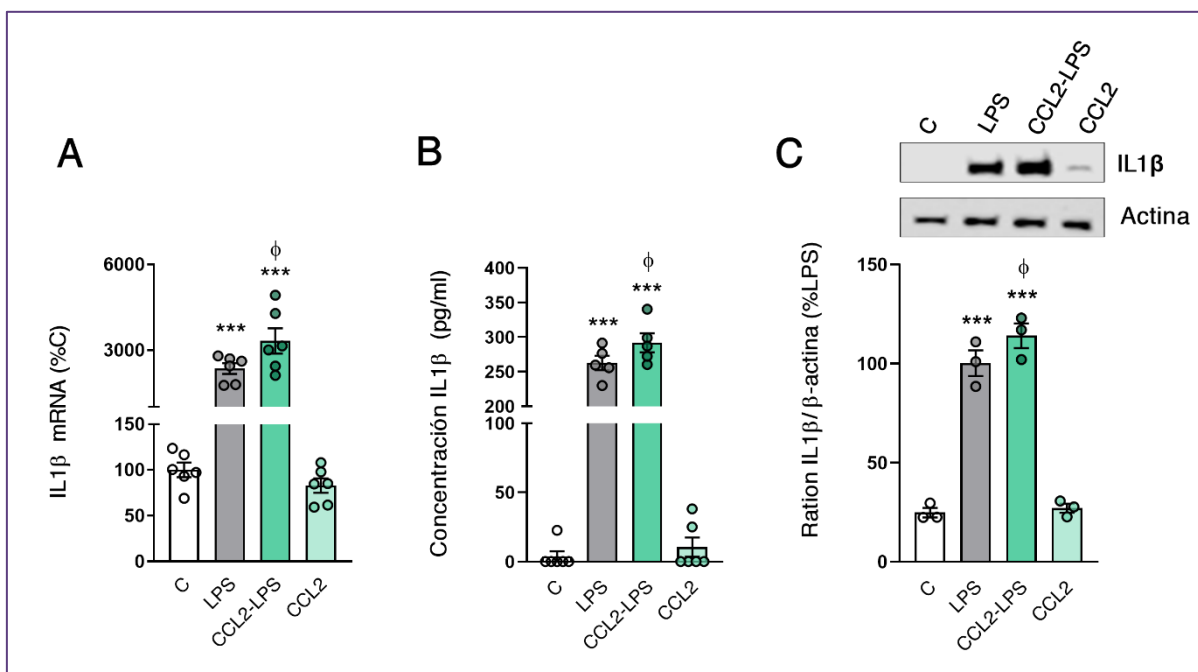 A
IL1β mRNA (%C)
6000
3000
150
100
50
0
***
ϕ
***
C
LPS
CCL2-LPS
CCL2
B
Concentración IL1β (pg/ml)
400
350
300
250
200
100
50
0
***
ϕ
***
C
LPS
CCL2-LPS
CCL2
C
C
LPS
CCL2-LPS
CCL2
IL1β
Actina
Ration IL1β/β-actina (%LPS)
150
100
50
0
***
ϕ
***
C
LPS
CCL2-LPS
CCL2